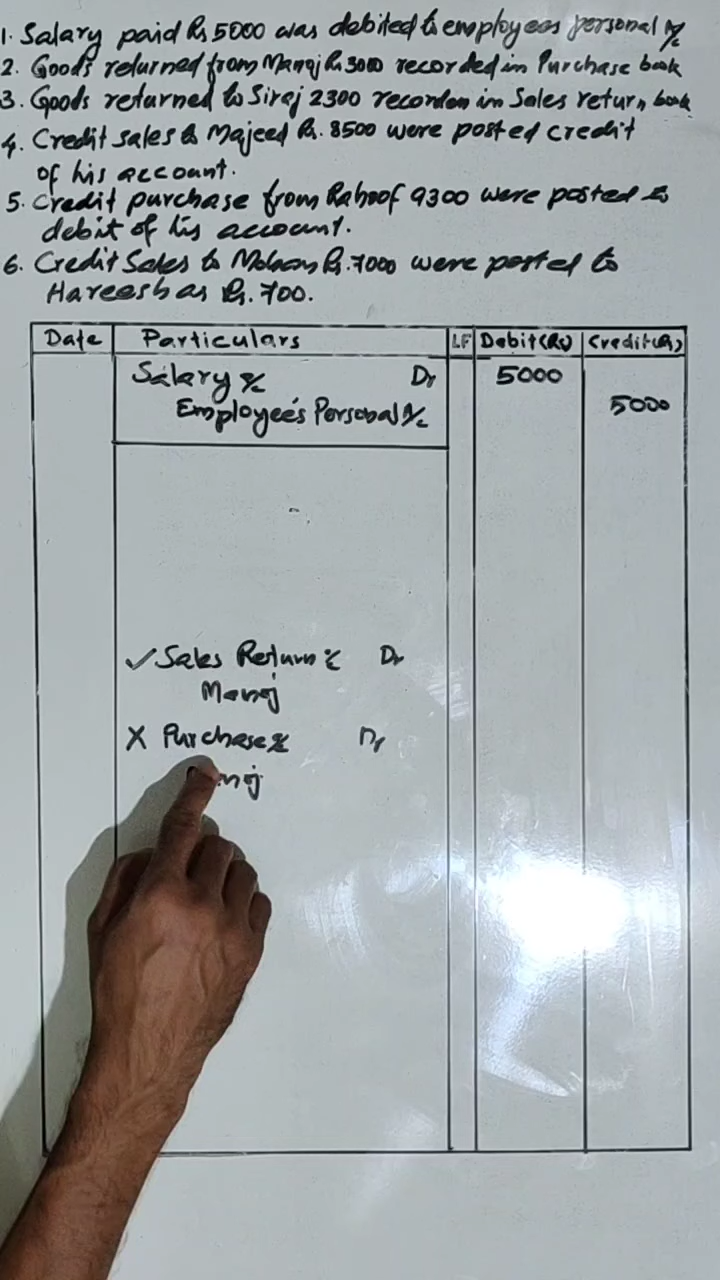 1. Salary paid Rs 5000 was debited to employees personal A/c
2. Goods returned from Manoj Rs 3000 recorded in Purchase book
3. Goods returned to Siraj 2300 recorded in Sales return book
4. Credit sales to Majeed Rs. 8500 were posted credit
of his account.
5. Credit purchase from Rahoof 9300 were posted to
debit of his account.
6. Credit Sales to Mohan Rs. 7000 were posted to
Hareesh as Rs. 700.
Date Particulars LF Debit(Rs) Credit(Rs)
Salary A/c Dr 5000
Employee's Personal A/c 5000
✓ Sales Return A/c Dr
Manoj
X Purchase A/c Dr